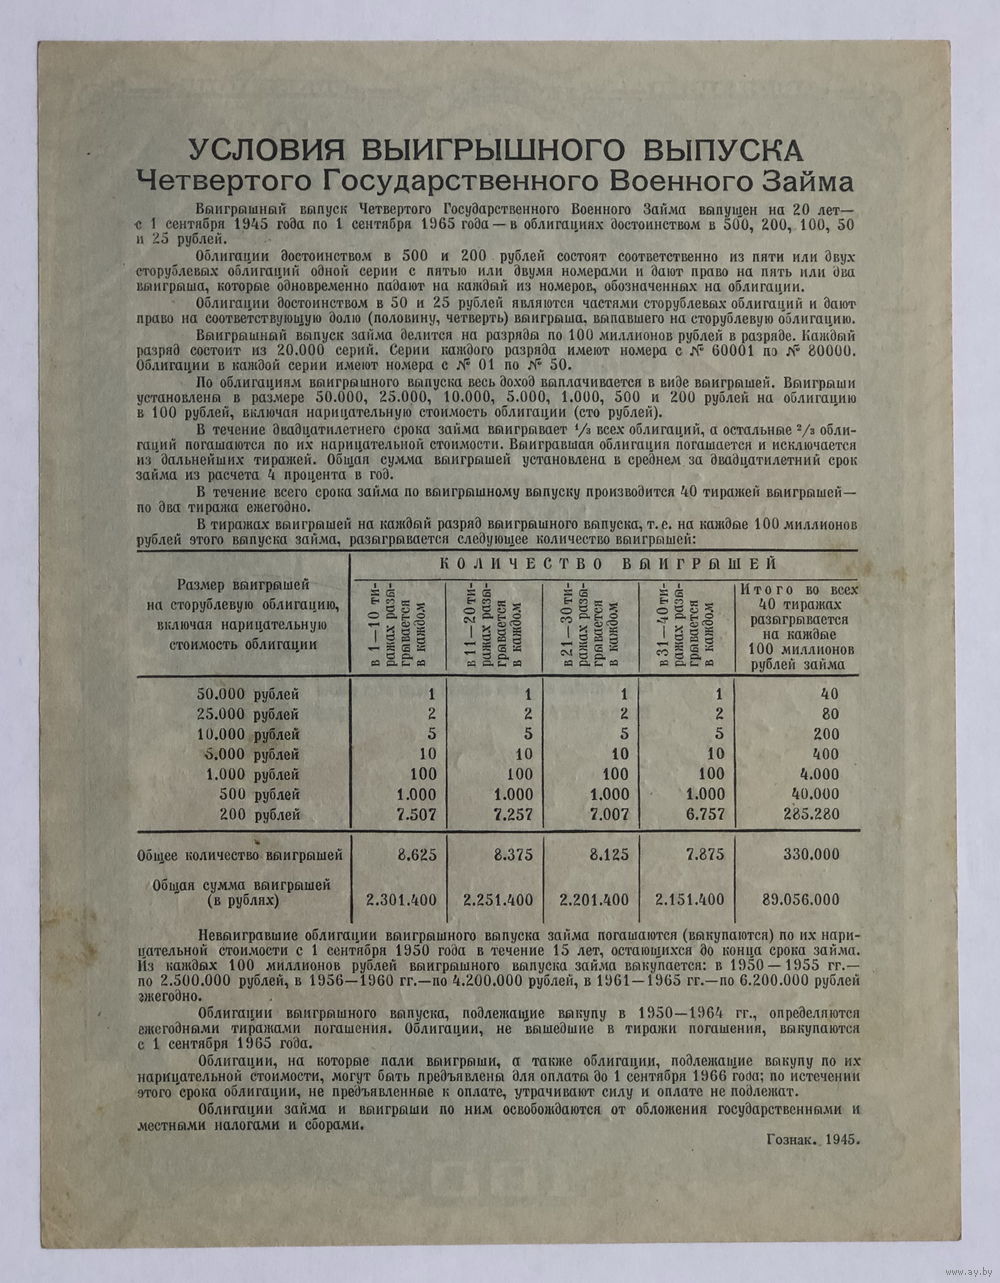 УСЛОВИЯ ВЫИГРЫШНОГО ВЫПУСКА
Четвертого Государственного Военного Займа
Выигрышный выпуск Четвертого Государственного Военного Займа выпущен на 20 лет—
с 1 сентября 1945 года по 1 сентября 1965 года — в облигациях достоинством в 500, 200, 100, 50
и 25 рублей.
Облигации достоинством в 500 и 200 рублей состоят соответственно из пяти или двух
сторублевых облигаций одной серии с пятью или двумя номерами и дают право на пять или два
выигрыша, которые одновременно падают на каждый из номеров, обозначенных на облигации.
Облигации достоинством в 50 и 25 рублей являются частями сторублевых облигаций и дают
право на соответствующую долю (половину, четверть) выигрыша, выпавшего на сторублевую облигацию.
Выигрышный выпуск займа делится на разряды по 100 миллионов рублей в разряде. Каждый
разряд состоит из 20.000 серий. Серии каждого разряда имеют номера с № 60001 по № 80000.
Облигации в каждой серии имеют номера с № 01 по № 50.
По облигациям выигрышного выпуска весь доход выплачивается в виде выигрышей. Выигрыши
установлены в размере 50.000, 25.000, 10.000, 5.000, 1.000, 500 и 200 рублей на облигацию
в 100 рублей, включая нарицательную стоимость облигации (сто рублей).
В течение двадцатилетнего срока займа выигрывает 1/3 всех облигаций, а остальные 2/3 обли-
гаций погашаются по их нарицательной стоимости. Выигравшая облигация погашается и исключается
из дальнейших тиражей. Общая сумма выигрышей установлена в среднем за двадцатилетний срок
займа из расчета 4 процента в год.
В течение всего срока займа по выигрышному выпуску производится 40 тиражей выигрышей—
по два тиража ежегодно.
В тиражах выигрышей на каждый разряд выигрышного выпуска, т. е. на каждые 100 миллионов
рублей этого выпуска займа, разыгрывается следующее количество выигрышей:
Размер выигрышей
на сторублевую облигацию,
включая нарицательную
стоимость облигации
КОЛИЧЕСТВО ВЫИГРЫШЕЙ
в 1—10 ти-
ражах разы-
грывается
в каждом
в 11—20 ти-
ражах разы-
грывается
в каждом
в 21—30 ти-
ражах разы-
грывается
в каждом
в 31—40 ти-
ражах разы-
грывается
в каждом
Итого во всех
40 тиражах
разыгрывается
на каждые
100 миллионов
рублей займа
50.000 рублей 1 1 1 1 40
25.000 рублей 2 2 2 2 80
10.000 рублей 5 5 5 5 200
5.000 рублей 10 10 10 10 400
1.000 рублей 100 100 100 100 4.000
500 рублей 1.000 1.000 1.000 1.000 40.000
200 рублей 7.507 7.257 7.007 6.757 285.280
Общее количество выигрышей 8.625 8.375 8.125 7.875 330.000
Общая сумма выигрышей
(в рублях) 2.301.400 2.251.400 2.201.400 2.151.400 89.056.000
Невыигравшие облигации выигрышного выпуска займа погашаются (выкупаются) по их нари-
цательной стоимости с 1 сентября 1950 года в течение 15 лет, остающихся до конца срока займа.
Из каждых 100 миллионов рублей выигрышного выпуска займа выкупается: в 1950—1955 гг.—
по 2.500.000 рублей, в 1956—1960 гг.—по 4.200.000 рублей, в 1961—1965 гг.—по 6.200.000 рублей
ежегодно.
Облигации выигрышного выпуска, подлежащие выкупу в 1950—1964 гг., определяются
ежегодными тиражами погашения. Облигации, не вышедшие в тиражи погашения, выкупаются
с 1 сентября 1965 года.
Облигации, на которые пали выигрыши, а также облигации, подлежащие выкупу по их
нарицательной стоимости, могут быть предъявлены для оплаты до 1 сентября 1966 года; по истечении
этого срока облигации, не предъявленные к оплате, утрачивают силу и оплате не подлежат.
Облигации займа и выигрыши по ним освобождаются от обложения государственными и
местными налогами и сборами.
Гознак. 1945.
www.ay.by